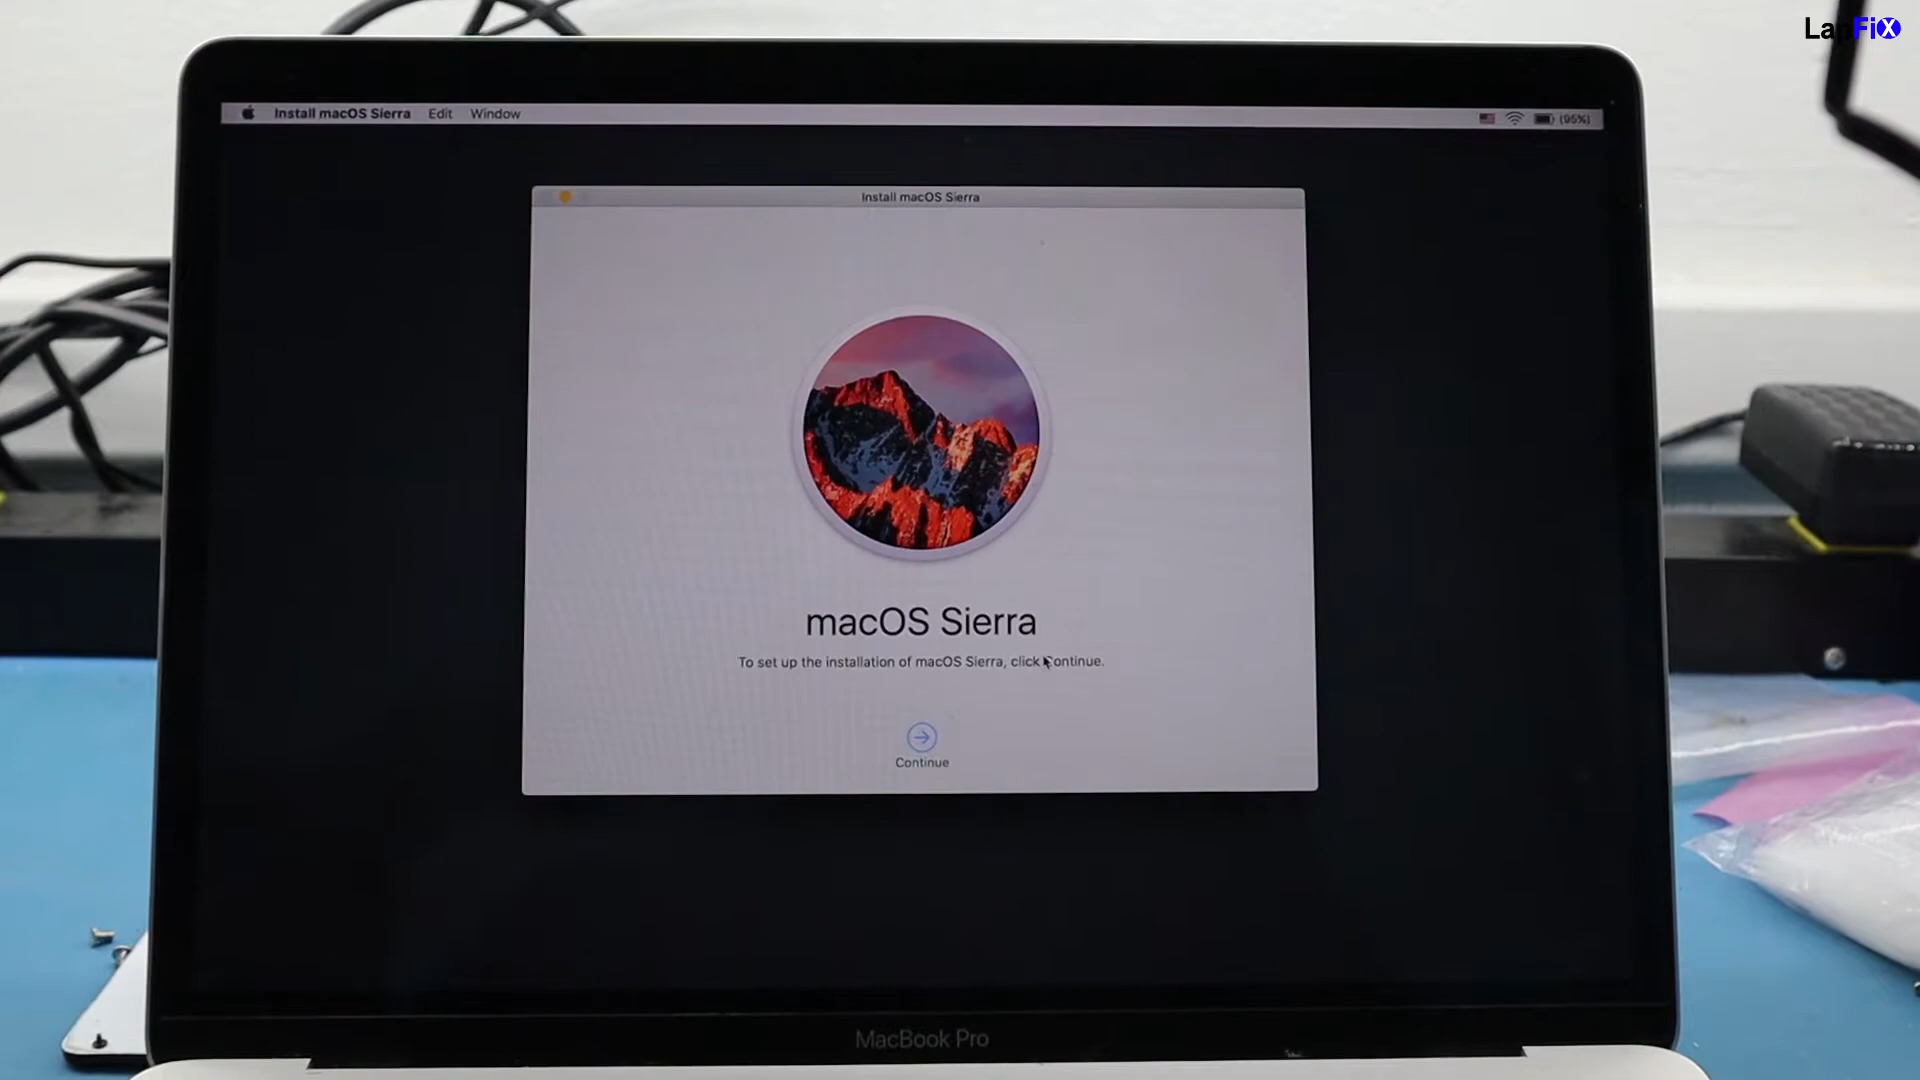 LapFix
Install macOS Sierra Edit Window (95%)
Install macOS Sierra
macOS Sierra
To set up the installation of macOS Sierra, click Continue.
Continue
MacBook Pro